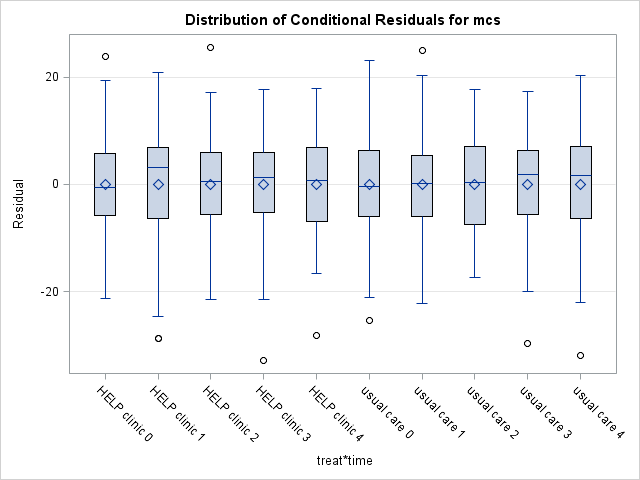 Distribution of Conditional Residuals for mcs
Residual
20
0
-20
HELP clinic 0
HELP clinic 1
HELP clinic 2
HELP clinic 3
HELP clinic 4
usual care 0
usual care 1
usual care 2
usual care 3
usual care 4
treat*time